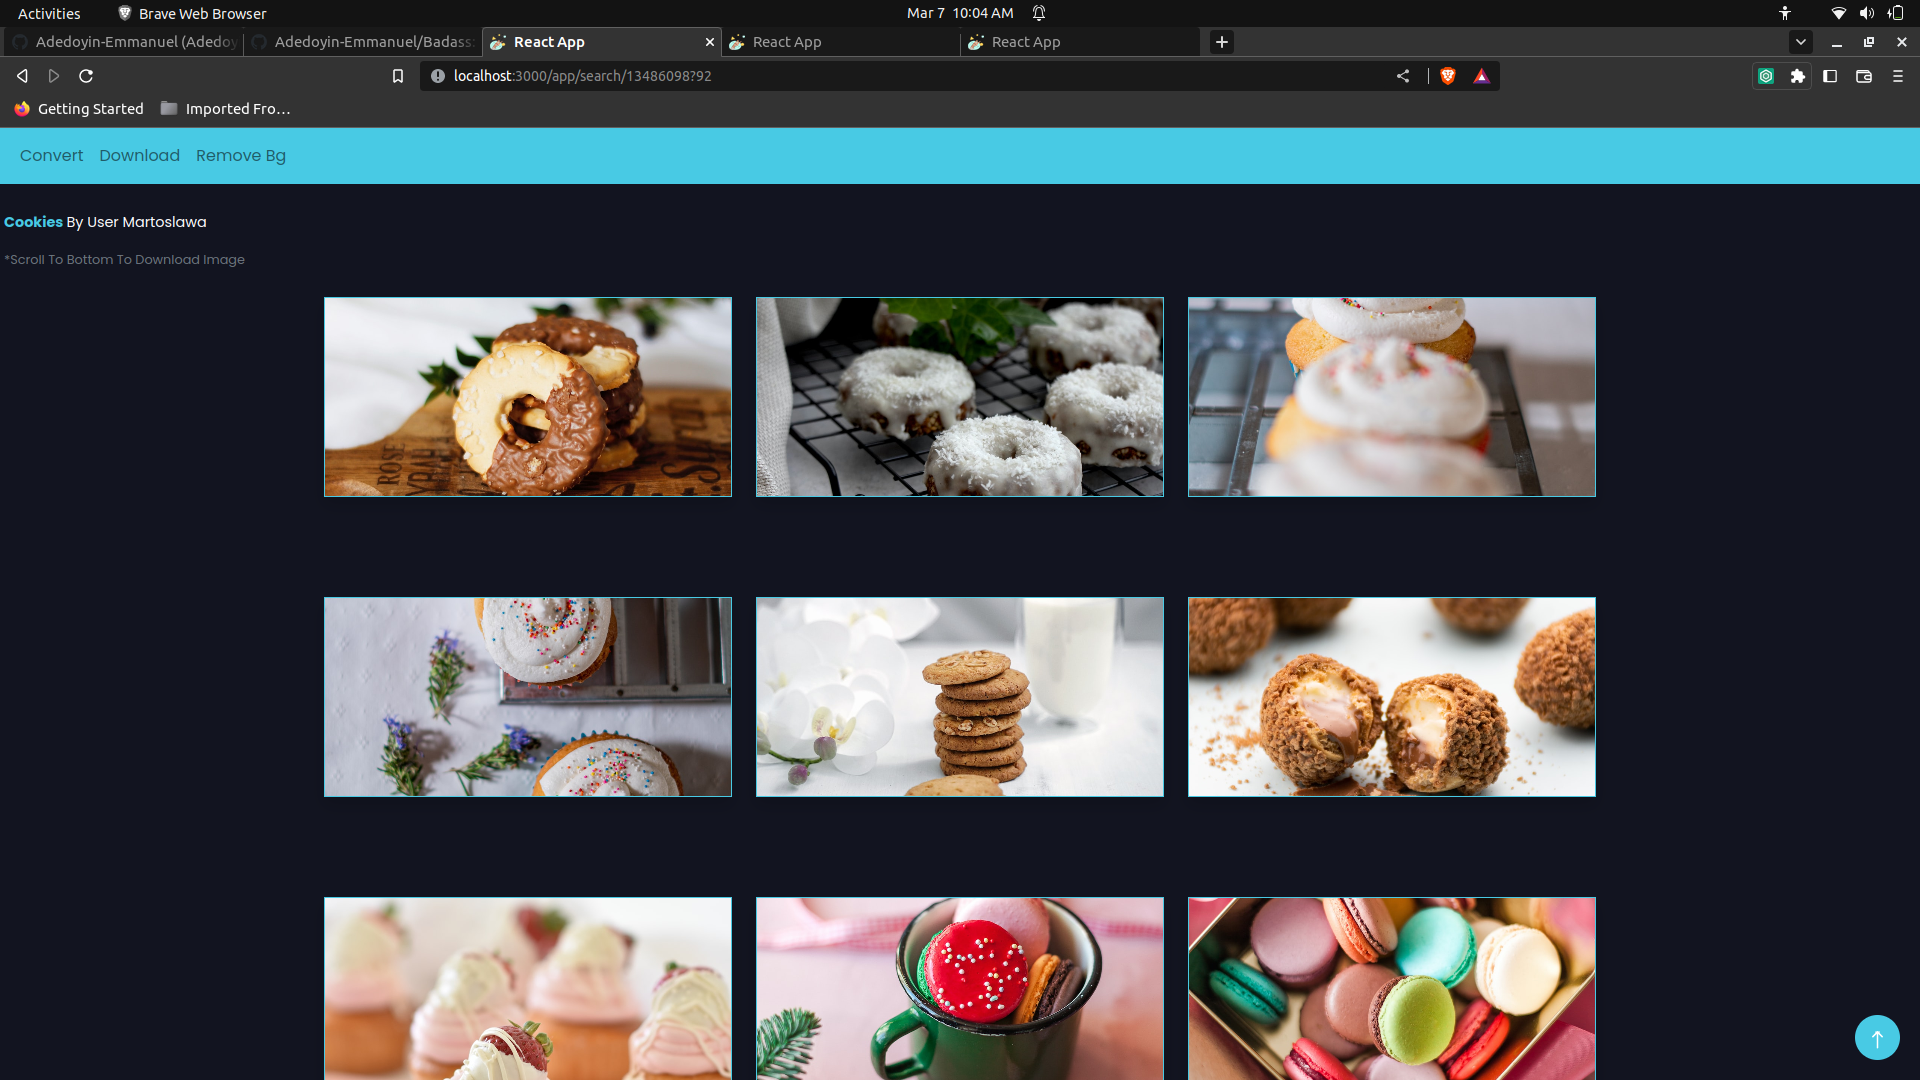 Activities Brave Web Browser Mar 7 10:04 AM
Adedoyin-Emmanuel (Adedoy Adedoyin-Emmanuel/Badass: React App React App React App
localhost:3000/app/search/13486098?92
Getting Started Imported Fro…
Convert Download Remove Bg
Cookies By User Martoslawa
*Scroll To Bottom To Download Image
ROSE